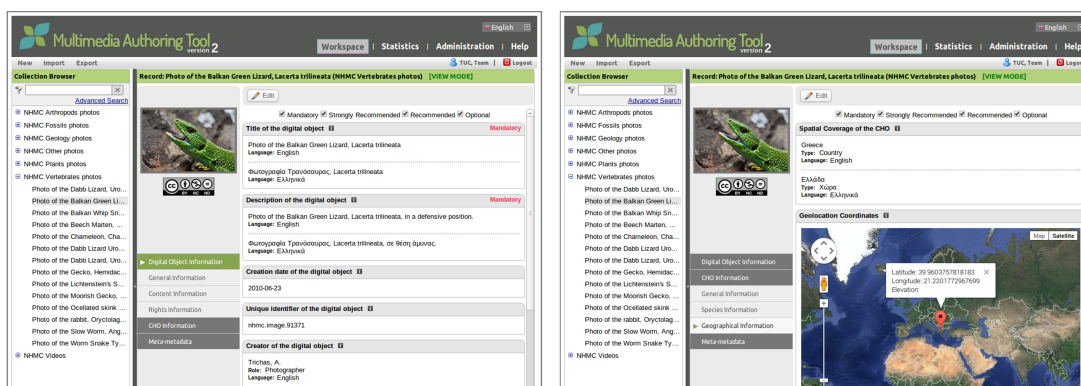 Multimedia Authoring Tool
version 2
English
Workspace | Statistics | Administration | Help
New Import Export
TUC, Team | Logout
Collection Browser
Advanced Search
NHMC Arthropods photos
NHMC Fossils photos
NHMC Geology photos
NHMC Other photos
NHMC Plants photos
NHMC Vertebrates photos
Photo of the Dabb Lizard, Uro...
Photo of the Balkan Green Li...
Photo of the Balkan Whip Sn...
Photo of the Beech Marten, ...
Photo of the Chameleon, Cha...
Photo of the Dabb Lizard Uro...
Photo of the Dabb Lizard, Uro...
Photo of the Gecko, Hemidac...
Photo of the Lichtenstein's S...
Photo of the Moorish Gecko, ...
Photo of the Ocellated skink ...
Photo of the rabbit, Oryctolag...
Photo of the Slow Worm, Ang...
Photo of the Worm Snake Ty...
NHMC Videos
Record: Photo of the Balkan Green Lizard, Lacerta trilineata (NHMC Vertebrates photos) [VIEW MODE]
CC
BY NC ND
Digital Object Information
General Information
Content Information
Rights Information
CHO Information
Meta-metadata
Edit
Mandatory Strongly Recommended Recommended Optional
Title of the digital object Mandatory
Photo of the Balkan Green Lizard, Lacerta trilineata
Language: English
Φωτογραφία Τρανόσαυρας, Lacerta trilineata
Language: Ελληνικά
Description of the digital object Mandatory
Photo of the Balkan Green Lizard, Lacerta trilineata, in a defensive position.
Language: English
Φωτογραφία Τρανόσαυρας, Lacerta trilineata, σε θέση άμυνας.
Language: Ελληνικά
Creation date of the digital object
2010-06-23
Unique identifier of the digital object
nhmc.image.91371
Creator of the digital object
Trichas, A.
Role: Photographer
Language: English
Multimedia Authoring Tool
version 2
English
Workspace | Statistics | Administration | Help
New Import Export
TUC, Team | Logout
Collection Browser
Advanced Search
NHMC Arthropods photos
NHMC Fossils photos
NHMC Geology photos
NHMC Other photos
NHMC Plants photos
NHMC Vertebrates photos
Photo of the Dabb Lizard, Uro...
Photo of the Balkan Green Li...
Photo of the Balkan Whip Sn...
Photo of the Beech Marten, ...
Photo of the Chameleon, Cha...
Photo of the Dabb Lizard Uro...
Photo of the Dabb Lizard, Uro...
Photo of the Gecko, Hemidac...
Photo of the Lichtenstein's S...
Photo of the Moorish Gecko, ...
Photo of the Ocellated skink ...
Photo of the rabbit, Oryctolag...
Photo of the Slow Worm, Ang...
Photo of the Worm Snake Ty...
NHMC Videos
Record: Photo of the Balkan Green Lizard, Lacerta trilineata (NHMC Vertebrates photos) [VIEW MODE]
CC
BY NC ND
Digital Object Information
CHO Information
General Information
Species Information
Geographical Information
Meta-metadata
Edit
Mandatory Strongly Recommended Recommended Optional
Spatial Coverage of the CHO
Greece
Type: Country
Language: English
Ελλάδα
Type: Χώρα
Language: Ελληνικά
Geolocation Coordinates
Map Satellite
Latitude: 39.9603757818183
Longitude: 21.2201772967699
Elevation: